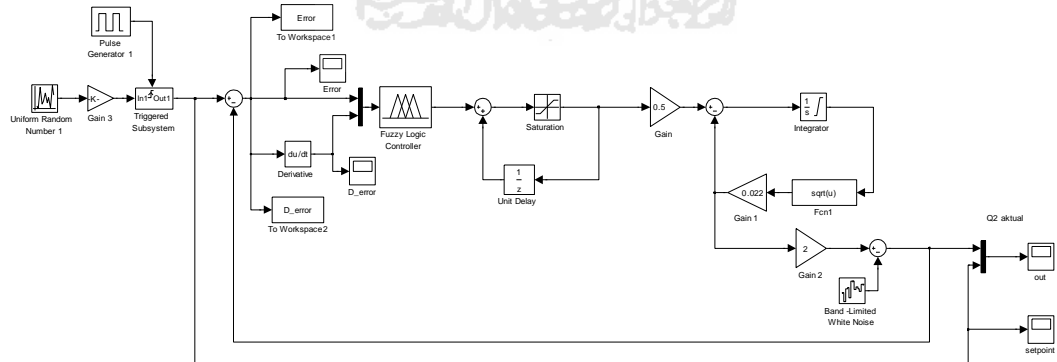 Pulse
Generator 1
Uniform Random
Number 1
-K-
Gain 3
In1 Out1
Triggered
Subsystem
+
-
Error
To Workspace1
Error
du/dt
Derivative
D_error
D_error
To Workspace2
Fuzzy Logic
Controller
+
+
Saturation
1
z
Unit Delay
0.5
Gain
+
-
1
s
Integrator
0.022
Gain 1
sqrt(u)
Fcn1
2
Gain 2
+
-
Band -Limited
White Noise
Q2 aktual
out
setpoint